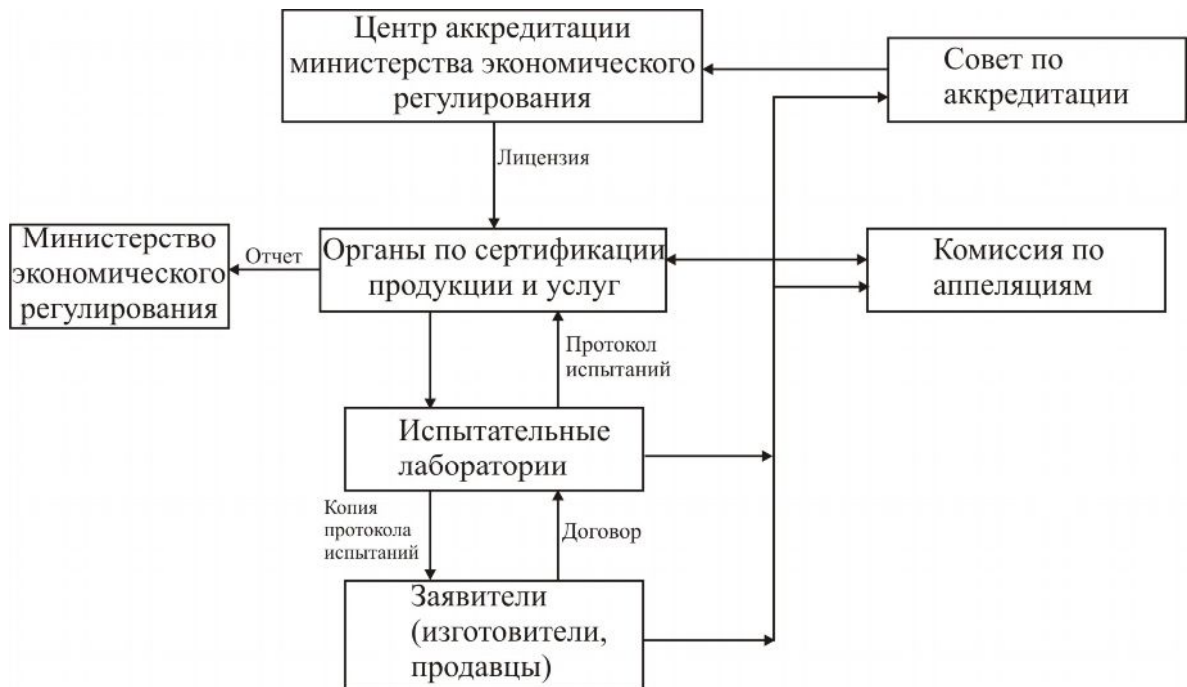 Центр аккредитации
министерства экономического
регулирования
Совет по
аккредитации
Лицензия
Министерство
экономического
регулирования
Отчет
Органы по сертификации
продукции и услуг
Комиссия по
аппеляциям
Протокол
испытаний
Испытательные
лаборатории
Копия
протокола
испытаний
Договор
Заявители
(изготовители,
продавцы)